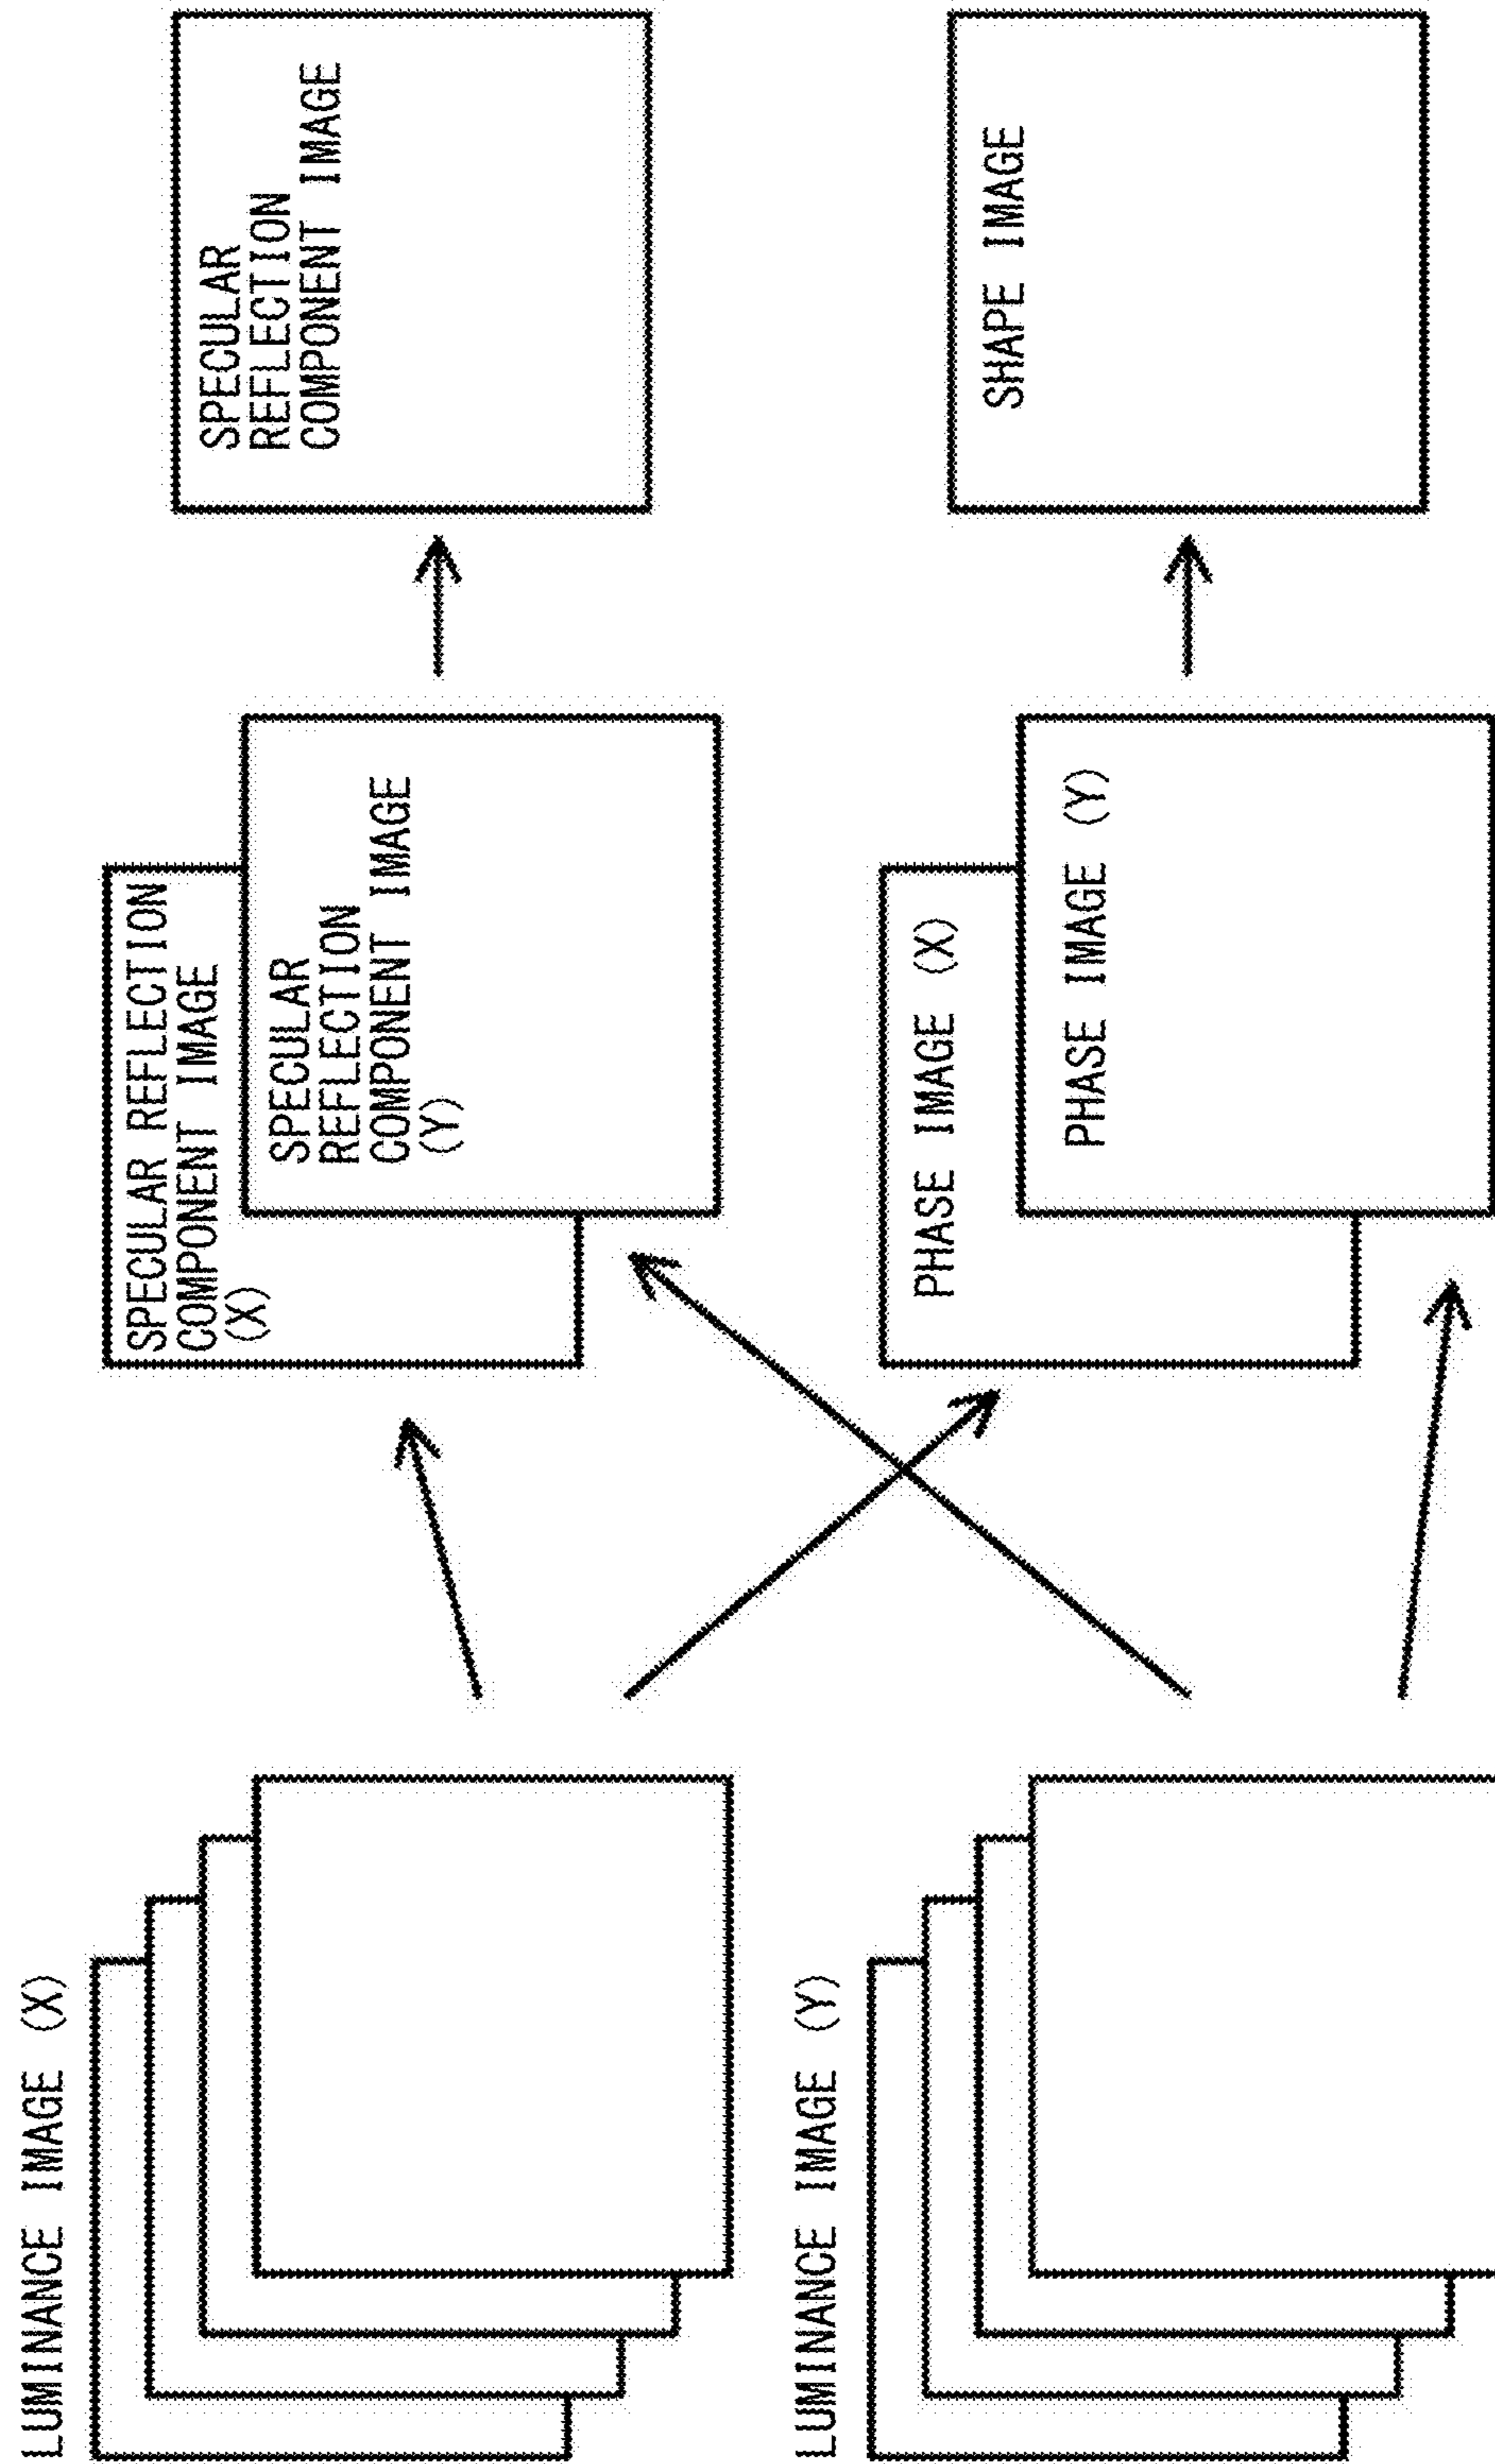 LUMINANCE IMAGE (X)
SPECULAR REFLECTION
COMPONENT IMAGE
(X)
SPECULAR
REFLECTION
COMPONENT IMAGE
(Y)
SPECULAR
REFLECTION
COMPONENT IMAGE
LUMINANCE IMAGE (Y)
PHASE IMAGE (X)
PHASE IMAGE (Y)
SHAPE IMAGE